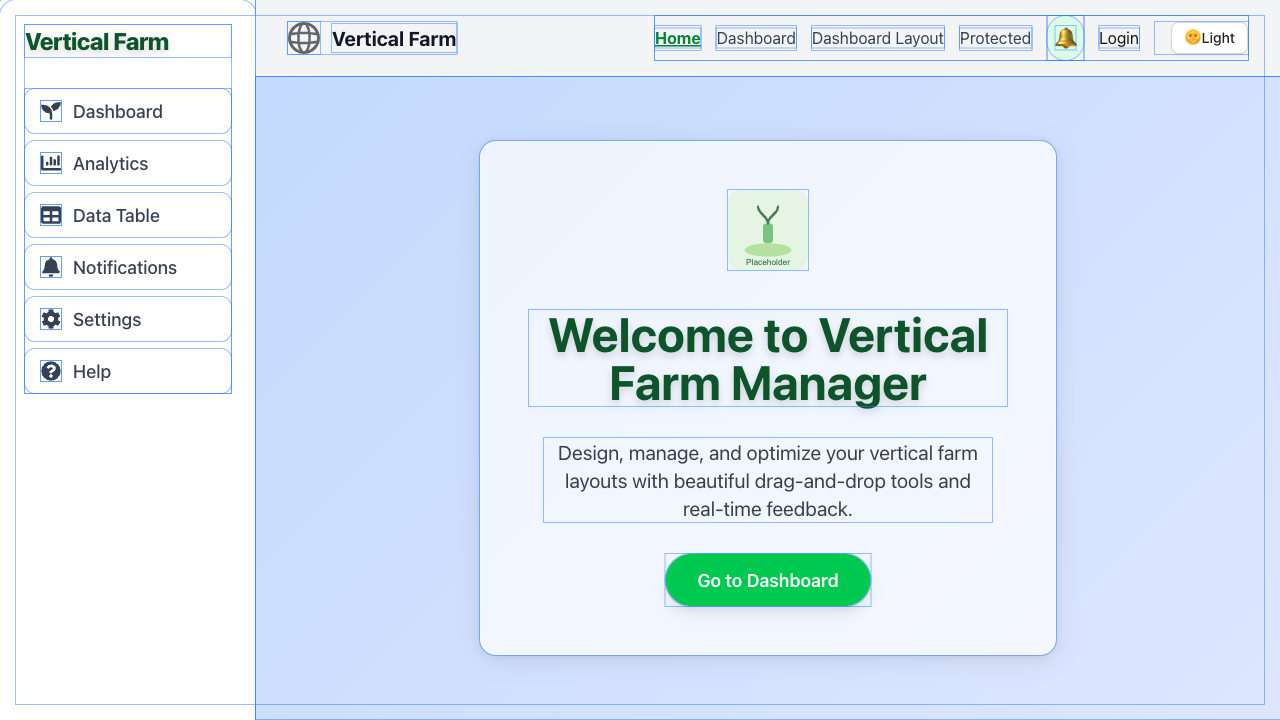 Vertical Farm
Dashboard
Analytics
Data Table
Notifications
Settings
Help
Vertical Farm
Home Dashboard Dashboard Layout Protected Login Light
Placeholder
Welcome to Vertical
Farm Manager
Design, manage, and optimize your vertical farm
layouts with beautiful drag-and-drop tools and
real-time feedback.
Go to Dashboard